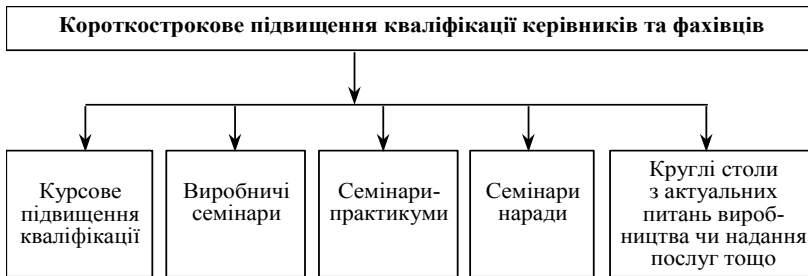 Короткострокове підвищення кваліфікації керівників та фахівців
Курсове
підвищення
кваліфікації
Виробничі
семінари
Семінари-
практикуми
Семінари
наради
Круглі столи
з актуальних
питань вироб-
ництва чи надання
послуг тощо